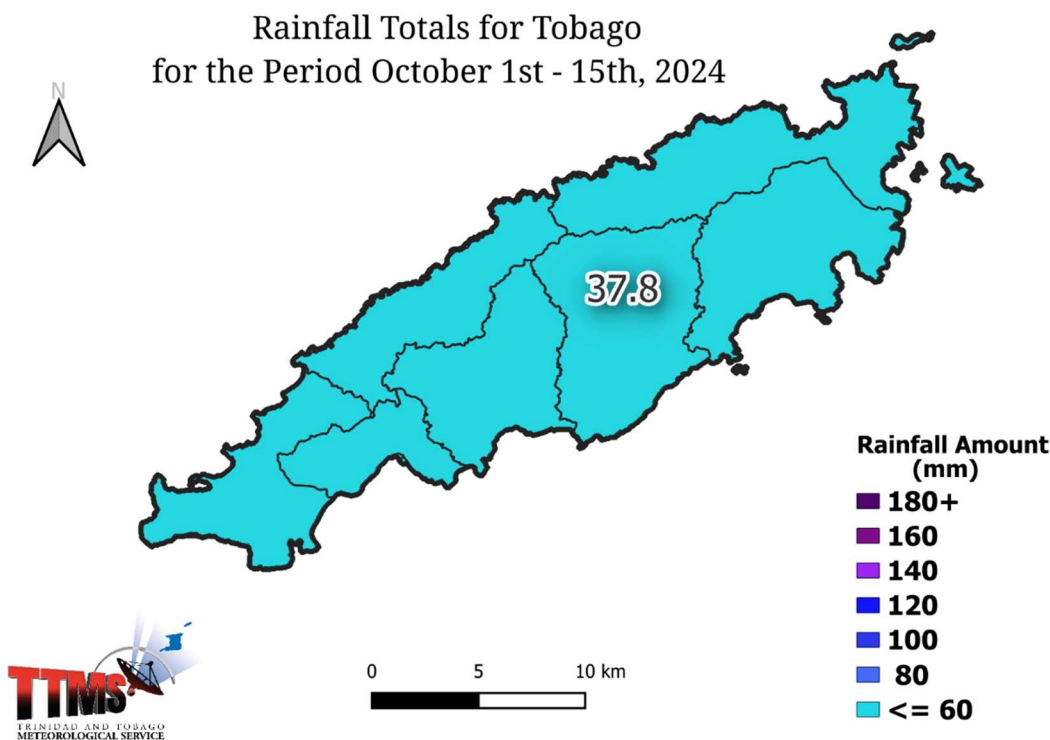 Rainfall Totals for Tobago
for the Period October 1st - 15th, 2024
N
37.8
Rainfall Amount
(mm)
180+
160
140
120
100
80
<= 60
0 5 10 km
TTMS
TRINIDAD AND TOBAGO
METEOROLOGICAL SERVICE